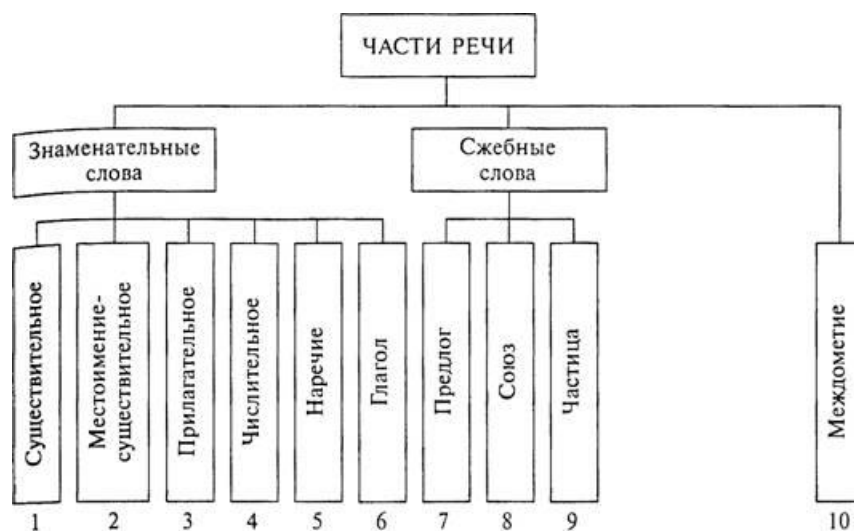 ЧАСТИ РЕЧИ
Знаменательные
слова
Сжебные
слова
Существительное
Местоимение-
существительное
Прилагательное
Числительное
Наречие
Глагол
Предлог
Союз
Частица
Междометие
1 2 3 4 5 6 7 8 9 10